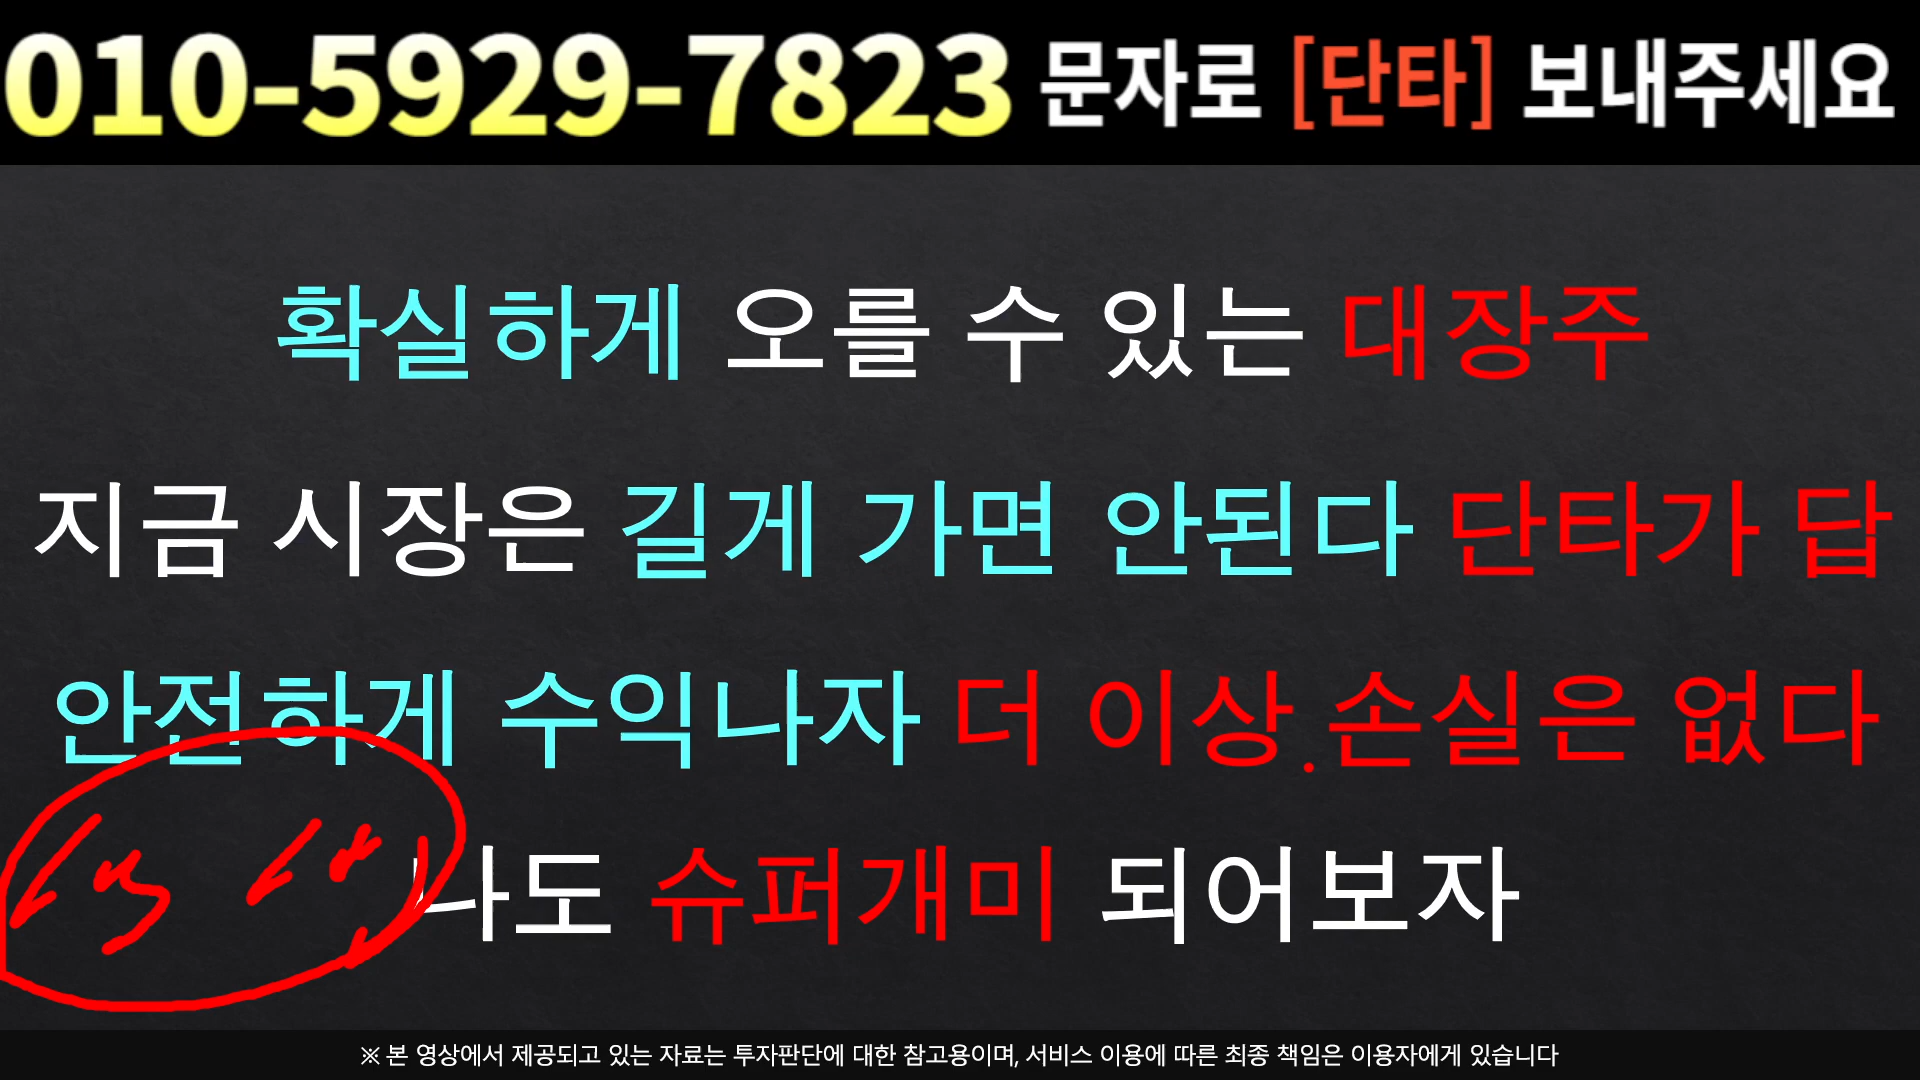 010-5929-7823 문자로 [단타] 보내주세요
확실하게 오를 수 있는 대장주
지금 시장은 길게 가면 안된다 단타가 답
안전하게 수익나자 더 이상 손실은 없다
나도 슈퍼개미 되어보자
※ 본 영상에서 제공되고 있는 자료는 투자판단에 대한 참고용이며, 서비스 이용에 따른 최종 책임은 이용자에게 있습니다